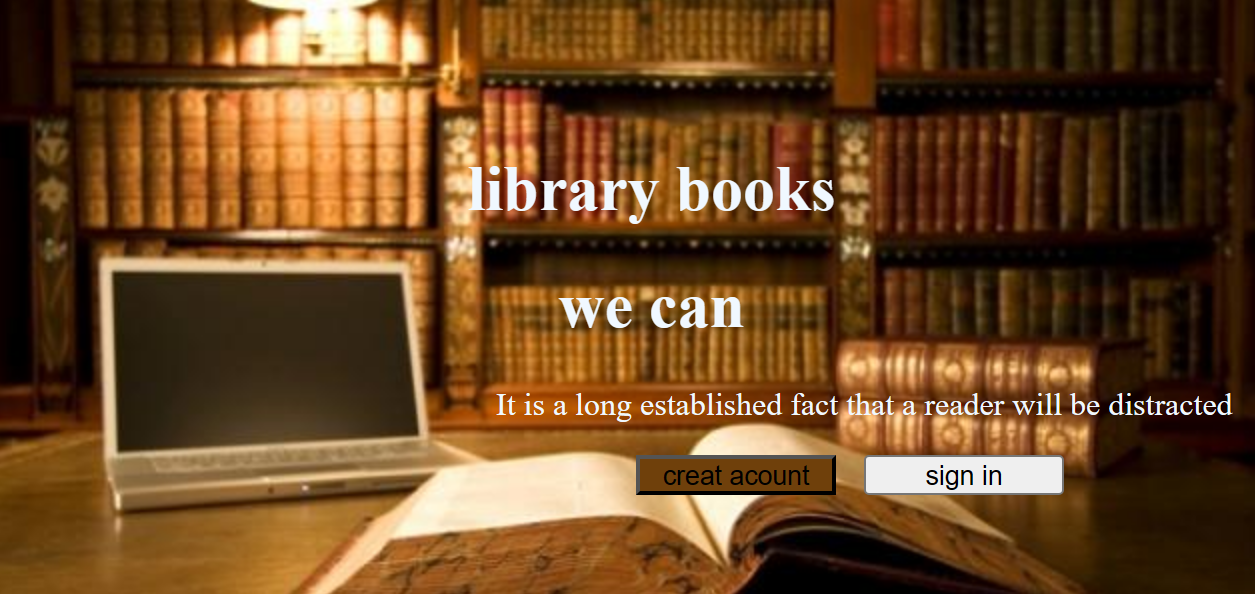 library books
we can
It is a long established fact that a reader will be distracted
creat acount
sign in